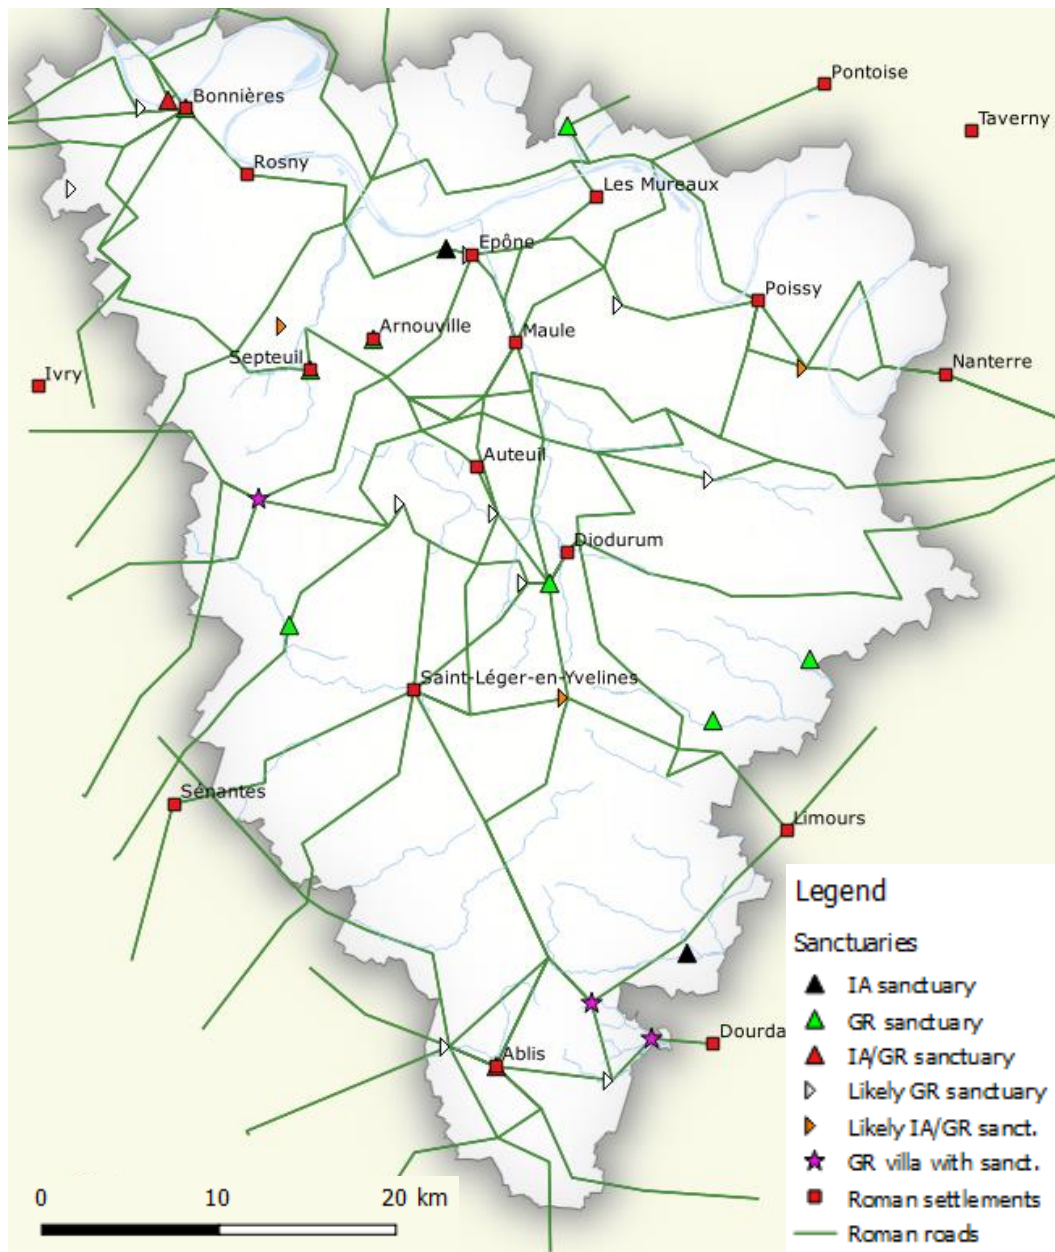 Pontoise
Bonnières
Taverny
Rosny
Les Mureaux
Epône
Poissy
Arnouville
Maule
Septeuil
Nanterre
Ivry
Auteuil
Diodurum
Saint-Léger-en-Yvelines
Sénantes
Limours
Legend
Sanctuaries
IA sanctuary
GR sanctuary
Dourda
IA/GR sanctuary
Ablis
Likely GR sanctuary
Likely IA/GR sanct.
GR villa with sanct.
0 10 20 km
Roman settlements
Roman roads